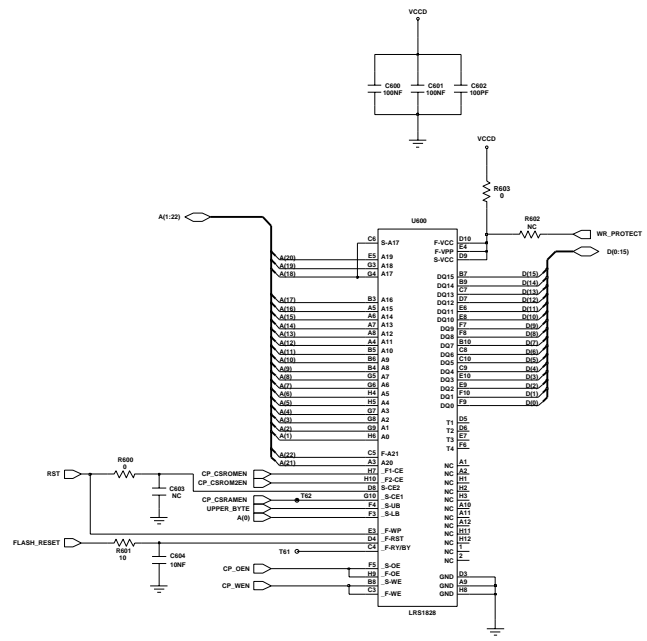 VCCD
C600
100NF
C601
100NF
C602
100PF
VCCD
R603
0
A(1:22)
U600
R602
NC
WR_PROTECT
D(0:15)
C6 S-A17
F-VCC D10
F-VPP E4
S-VCC D9
A(20) E5 A19
A(19) G3 A18
A(18) G4 A17
DQ15 B7 D(15)
DQ14 B9 D(14)
DQ13 C7 D(13)
A(17) B3 A16
DQ12 D7 D(12)
A(16) A5 A15
DQ11 E6 D(11)
A(15) A6 A14
DQ10 E8 D(10)
A(14) A7 A13
DQ9 F7 D(9)
A(13) A8 A12
DQ8 F8 D(8)
A(12) A4 A11
DQ7 B10 D(7)
A(11) B5 A10
DQ6 C8 D(6)
A(10) B6 A9
DQ5 C10 D(5)
A(9) B4 A8
DQ4 C9 D(4)
A(8) G5 A7
DQ3 E10 D(3)
A(7) G6 A6
DQ2 E9 D(2)
A(6) H4 A5
DQ1 F10 D(1)
A(5) H5 A4
DQ0 F9 D(0)
A(4) G7 A3
A(3) G8 A2
T1 D5
A(2) G9 A1
T2 D6
A(1) H6 A0
T3 E7
T4 F6
A(22) C5 F-A21
A(21) A3 A20
NC A1
RST
R600
0
CP_CSROMEN H7 _F1-CE
NC A2
CP_CSROM2EN H10 _F2-CE
NC H1
D8 S-CE2
NC H2
C603
NC
CP_CSRAMEN T62 G10 _S-CE1
NC H3
UPPER_BYTE F4 _S-UB
NC A10
A(0) F3 _S-LB
NC A11
NC A12
E3 _F-WP
NC H11
FLASH_RESET
R601
10
D4 _F-RST
NC H12
T61 C4 _F-RY/BY
NC 1
NC 2
C604
10NF
CP_OEN F5 _S-OE
H9 _F-OE
GND D3
CP_WEN B8 _S-WE
GND A9
C3 _F-WE
GND H8
LRS1828